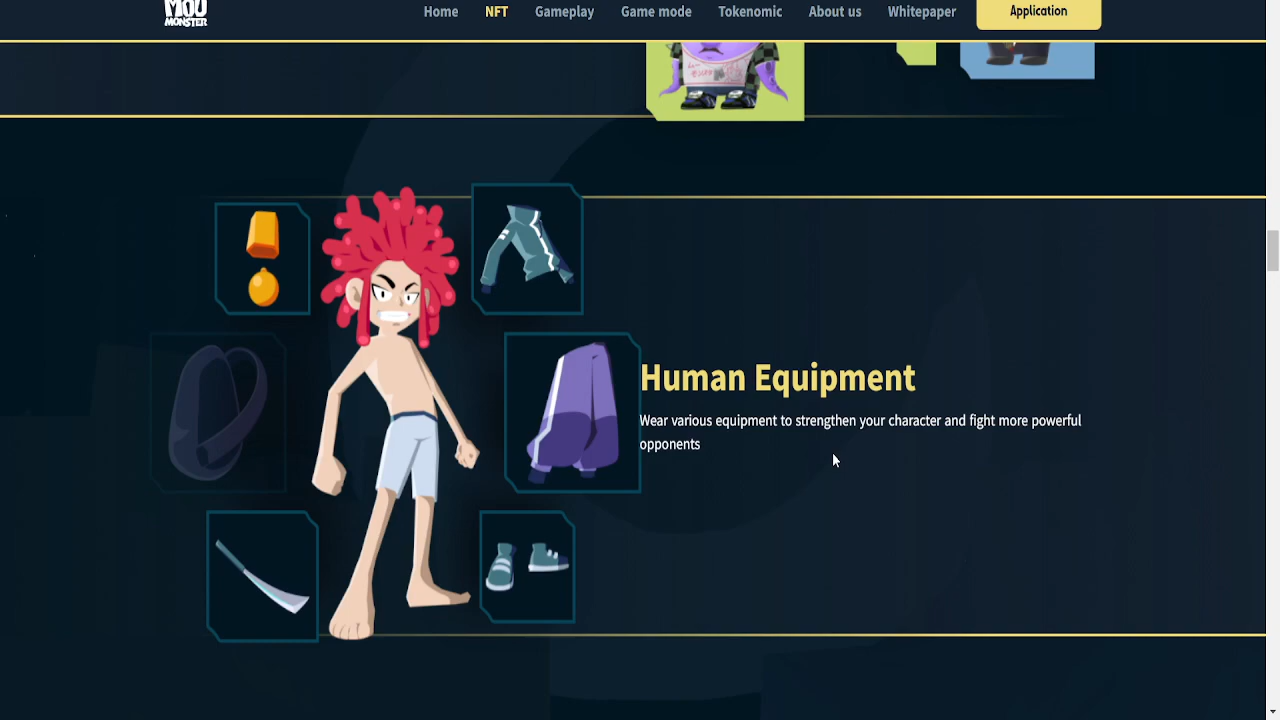 MOU
MONSTER
Home
NFT
Gameplay
Game mode
Tokenomic
About us
Whitepaper
Application
Human Equipment
Wear various equipment to strengthen your character and fight more powerful
opponents